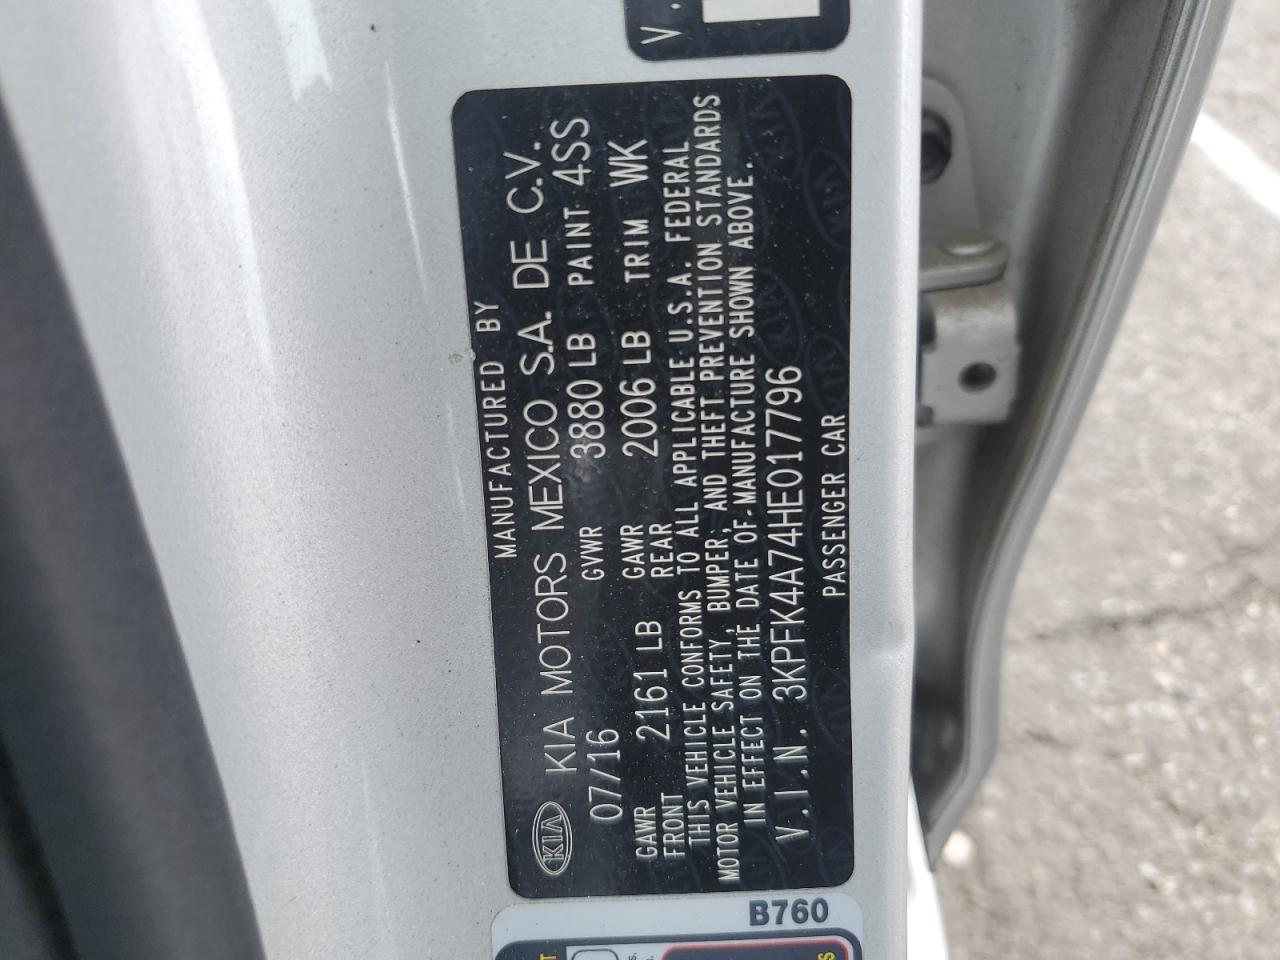 V.
MANUFACTURED BY
KIA KIA MOTORS MEXICO S.A. DE C.V.
07/16 GVWR 3880 LB PAINT 4SS
GAWR FRONT 2161 LB GAWR REAR 2006 LB TRIM WK
THIS VEHICLE CONFORMS TO ALL APPLICABLE U.S.A. FEDERAL
MOTOR VEHICLE SAFETY, BUMPER, AND THEFT PREVENTION STANDARDS
IN EFFECT ON THE DATE OF MANUFACTURE SHOWN ABOVE.
V.I.N. 3KPFK4A74HE017796
PASSENGER CAR
B760